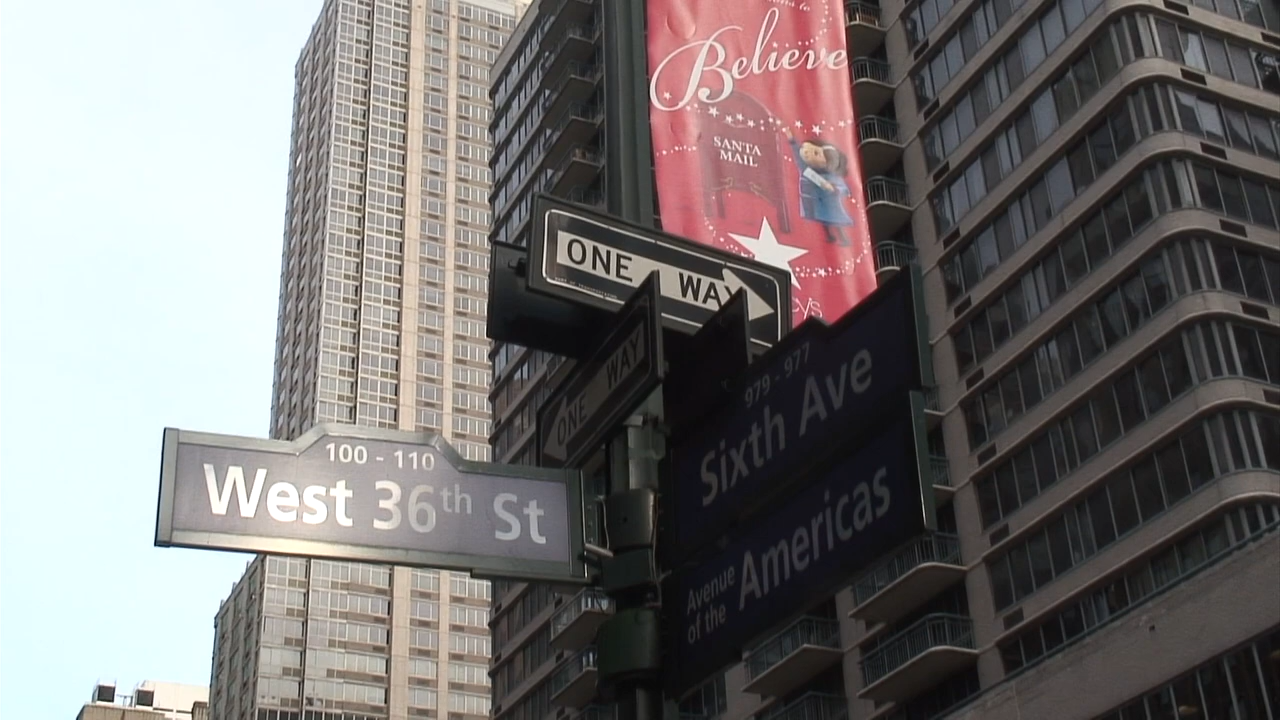 Believe
SANTA
MAIL
ONE WAY
ONE WAY
979 - 977
Sixth Ave
100 - 110
West 36th St
Avenue
of the
Americas